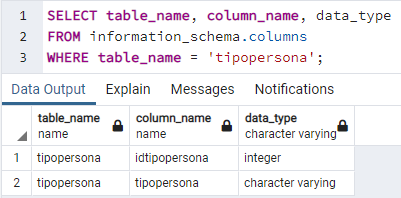 1 SELECT table_name, column_name, data_type
2 FROM information_schema.columns
3 WHERE table_name = 'tipopersona';
Data Output Explain Messages Notifications
table_name column_name data_type
name name character varying
1 tipopersona idtipopersona integer
2 tipopersona tipopersona character varying